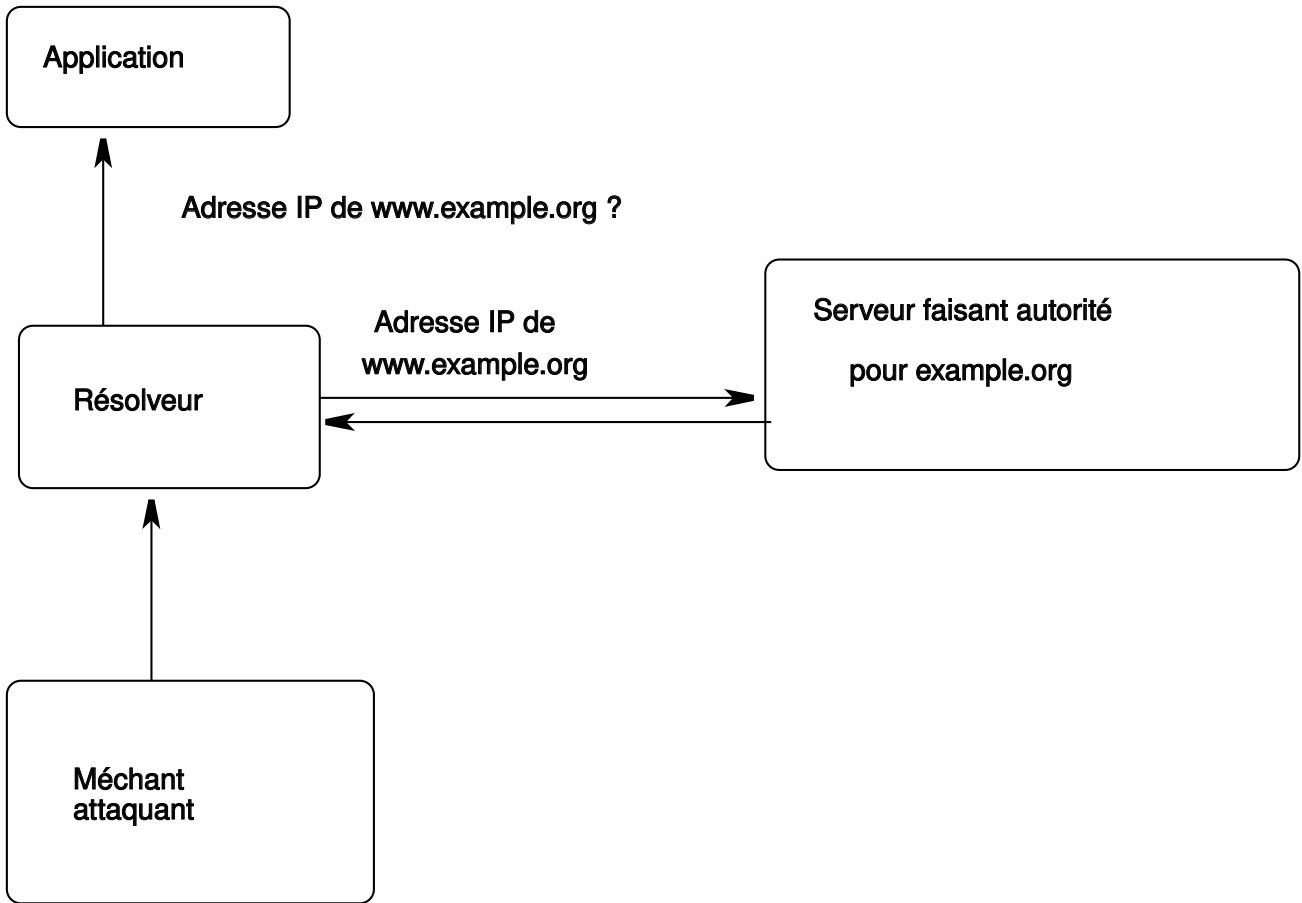 Application
Adresse IP de www.example.org ?
Adresse IP de
www.example.org
Serveur faisant autorité
pour example.org
Résolveur
Méchant
attaquant